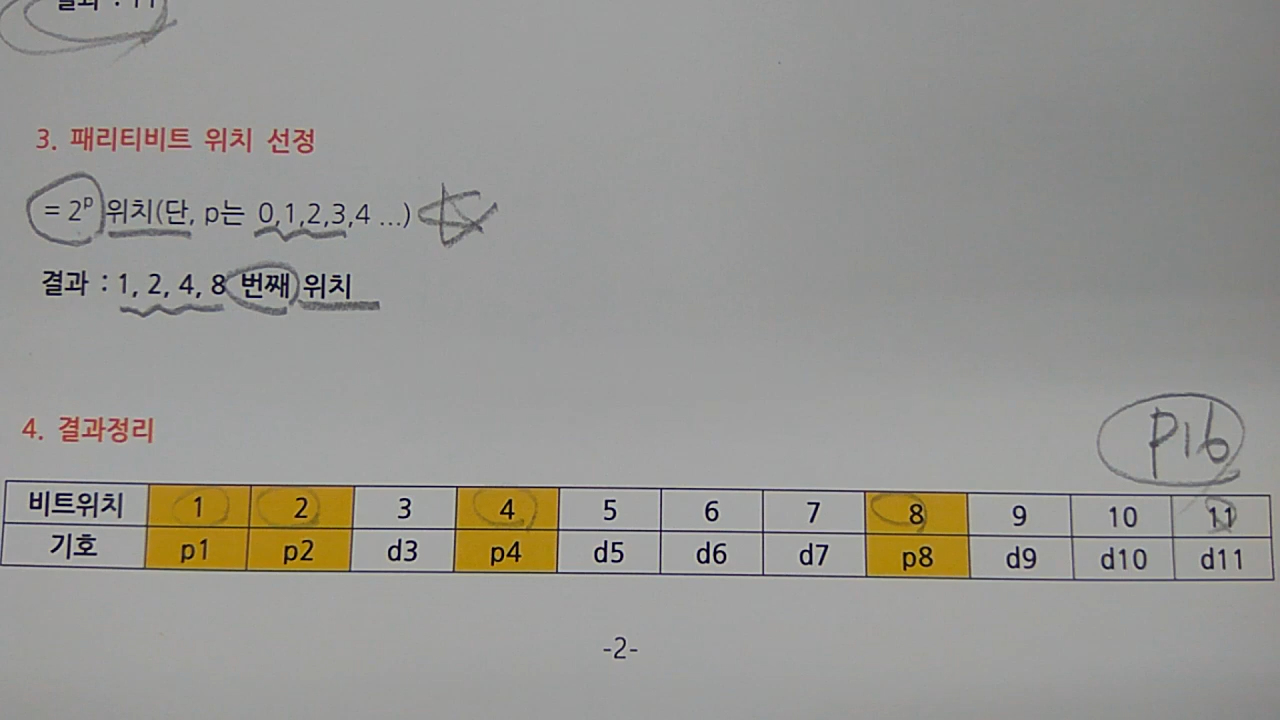 결과 : 11
3. 패리티비트 위치 선정
= 2ᵖ 위치(단, p는 0,1,2,3,4 ...)
결과 : 1, 2, 4, 8 번째 위치
4. 결과정리
p16
비트위치 1 2 3 4 5 6 7 8 9 10 11
기호 p1 p2 d3 p4 d5 d6 d7 p8 d9 d10 d11
-2-